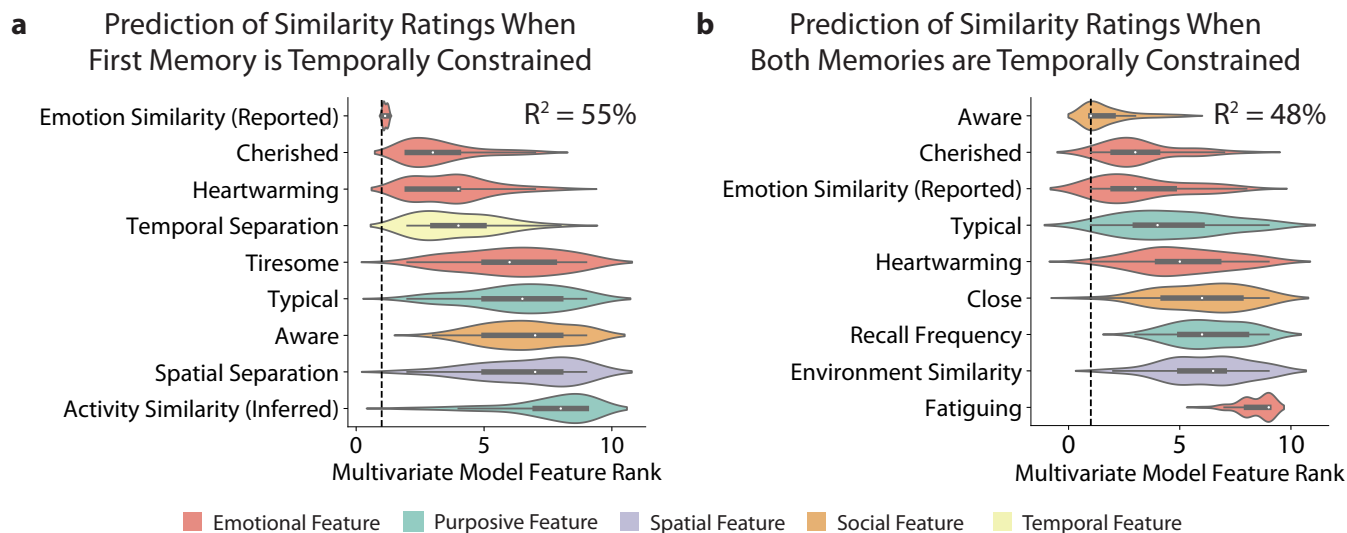 a
Prediction of Similarity Ratings When
First Memory is Temporally Constrained
R² = 55%
Emotion Similarity (Reported)
Cherished
Heartwarming
Temporal Separation
Tiresome
Typical
Aware
Spatial Separation
Activity Similarity (Inferred)
0 5 10
Multivariate Model Feature Rank
b
Prediction of Similarity Ratings When
Both Memories are Temporally Constrained
R² = 48%
Aware
Cherished
Emotion Similarity (Reported)
Typical
Heartwarming
Close
Recall Frequency
Environment Similarity
Fatiguing
0 5 10
Multivariate Model Feature Rank
Emotional Feature Purposive Feature Spatial Feature Social Feature Temporal Feature